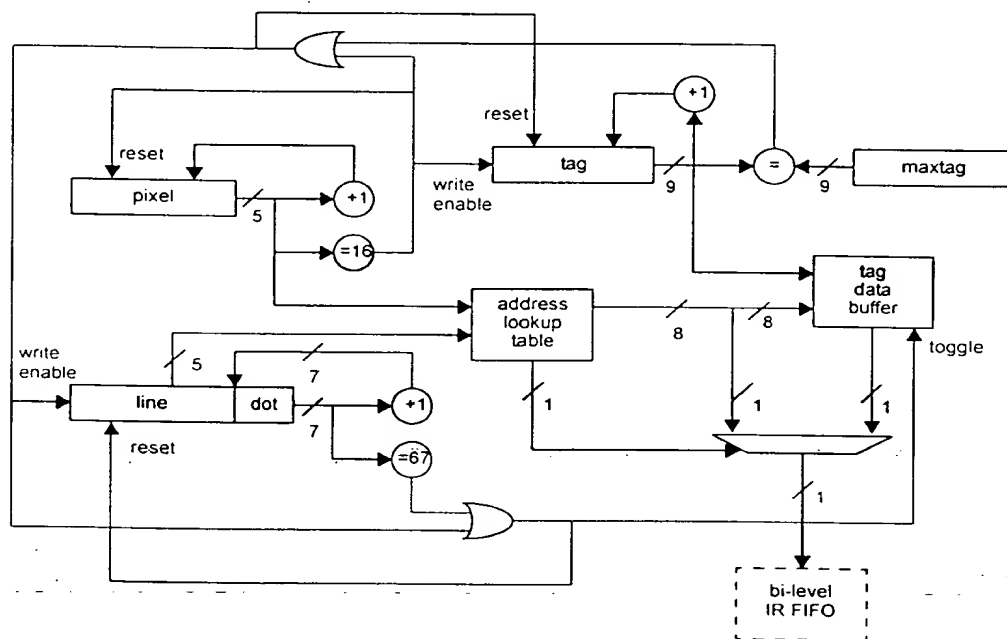 reset
+1
reset
tag
9
=
9
maxtag
pixel
5
+1
write
enable
=16
tag
data
buffer
address
lookup
table
8
8
toggle
write
enable
5
7
line
dot
7
+1
1
1
1
reset
=67
1
bi-level
IR FIFO